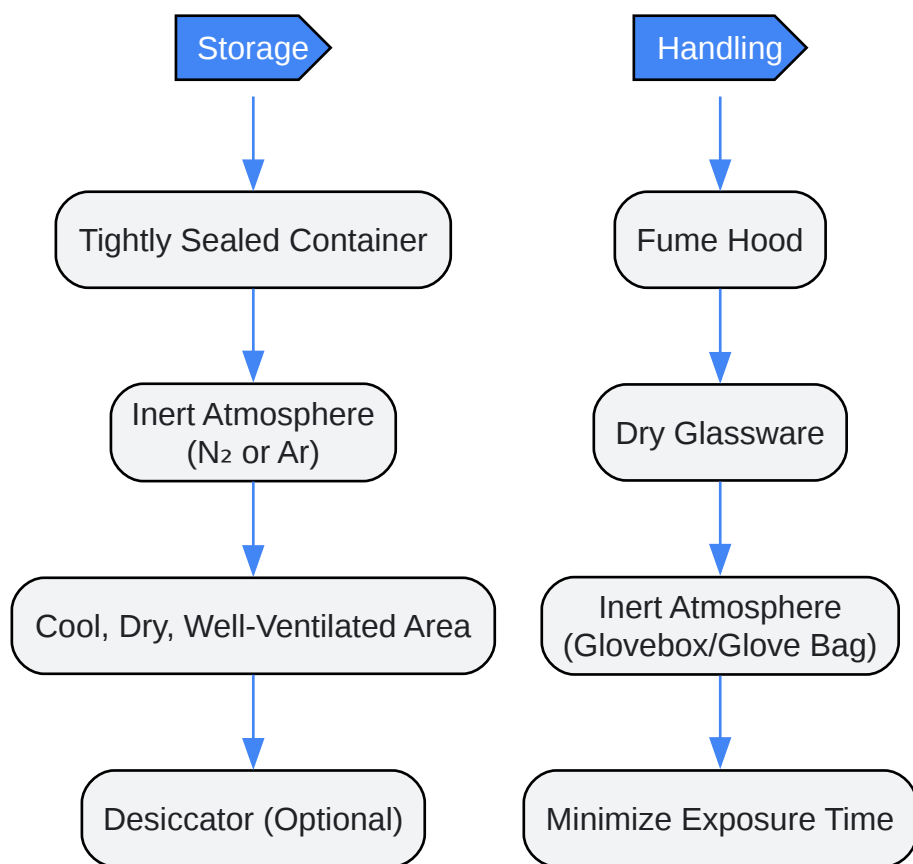 Storage
Tightly Sealed Container
Inert Atmosphere
(N₂ or Ar)
Cool, Dry, Well-Ventilated Area
Desiccator (Optional)
Handling
Fume Hood
Dry Glassware
Inert Atmosphere
(Glovebox/Glove Bag)
Minimize Exposure Time